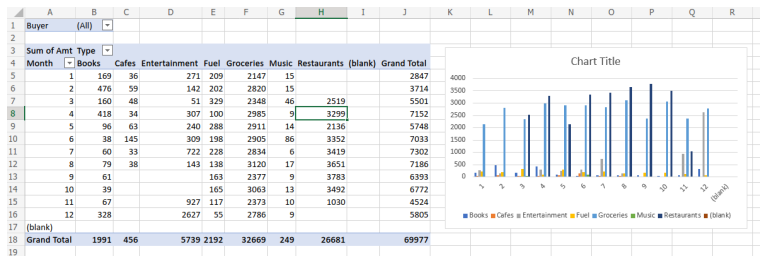 A B C D E F G H I J K L M N O P Q R
1 Buyer (All)
2
3 Sum of Amt Type
4 Month Books Cafes Entertainment Fuel Groceries Music Restaurants (blank) Grand Total
5 1 169 36 271 209 2147 15 2847
6 2 476 59 142 202 2820 15 3714
7 3 160 48 51 329 2348 46 2519 5501
8 4 418 34 307 100 2985 9 3299 7152
9 5 96 63 240 288 2911 14 2136 5748
10 6 38 145 309 198 2905 86 3352 7033
11 7 60 33 722 228 2834 6 3419 7302
12 8 79 38 143 138 3120 17 3651 7186
13 9 61 163 2377 9 3783 6393
14 10 39 165 3063 13 3492 6772
15 11 67 927 117 2373 10 1030 4524
16 12 328 2627 55 2786 9 5805
17 (blank)
18 Grand Total 1991 456 5739 2192 32669 249 26681 69977
19
Chart Title
4000
3500
3000
2500
2000
1500
1000
500
0
1 2 3 4 5 6 7 8 9 10 11 12 (blank)
Books Cafes Entertainment Fuel Groceries Music Restaurants (blank)